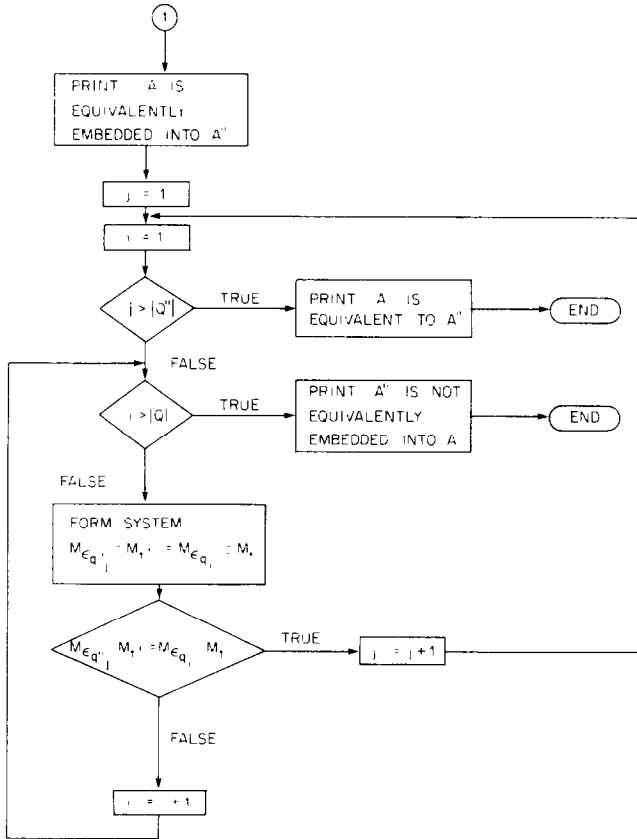 1
PRINT A IS
EQUIVALENTLY
EMBEDDED INTO A"
j = 1
= 1
j > |Q"|
TRUE
PRINT A IS
EQUIVALENT TO A"
END
FALSE
> |Q|
TRUE
PRINT A" IS NOT
EQUIVALENTLY
EMBEDDED INTO A
END
FALSE
FORM SYSTEM
TRUE
j = j + 1
FALSE
+ 1